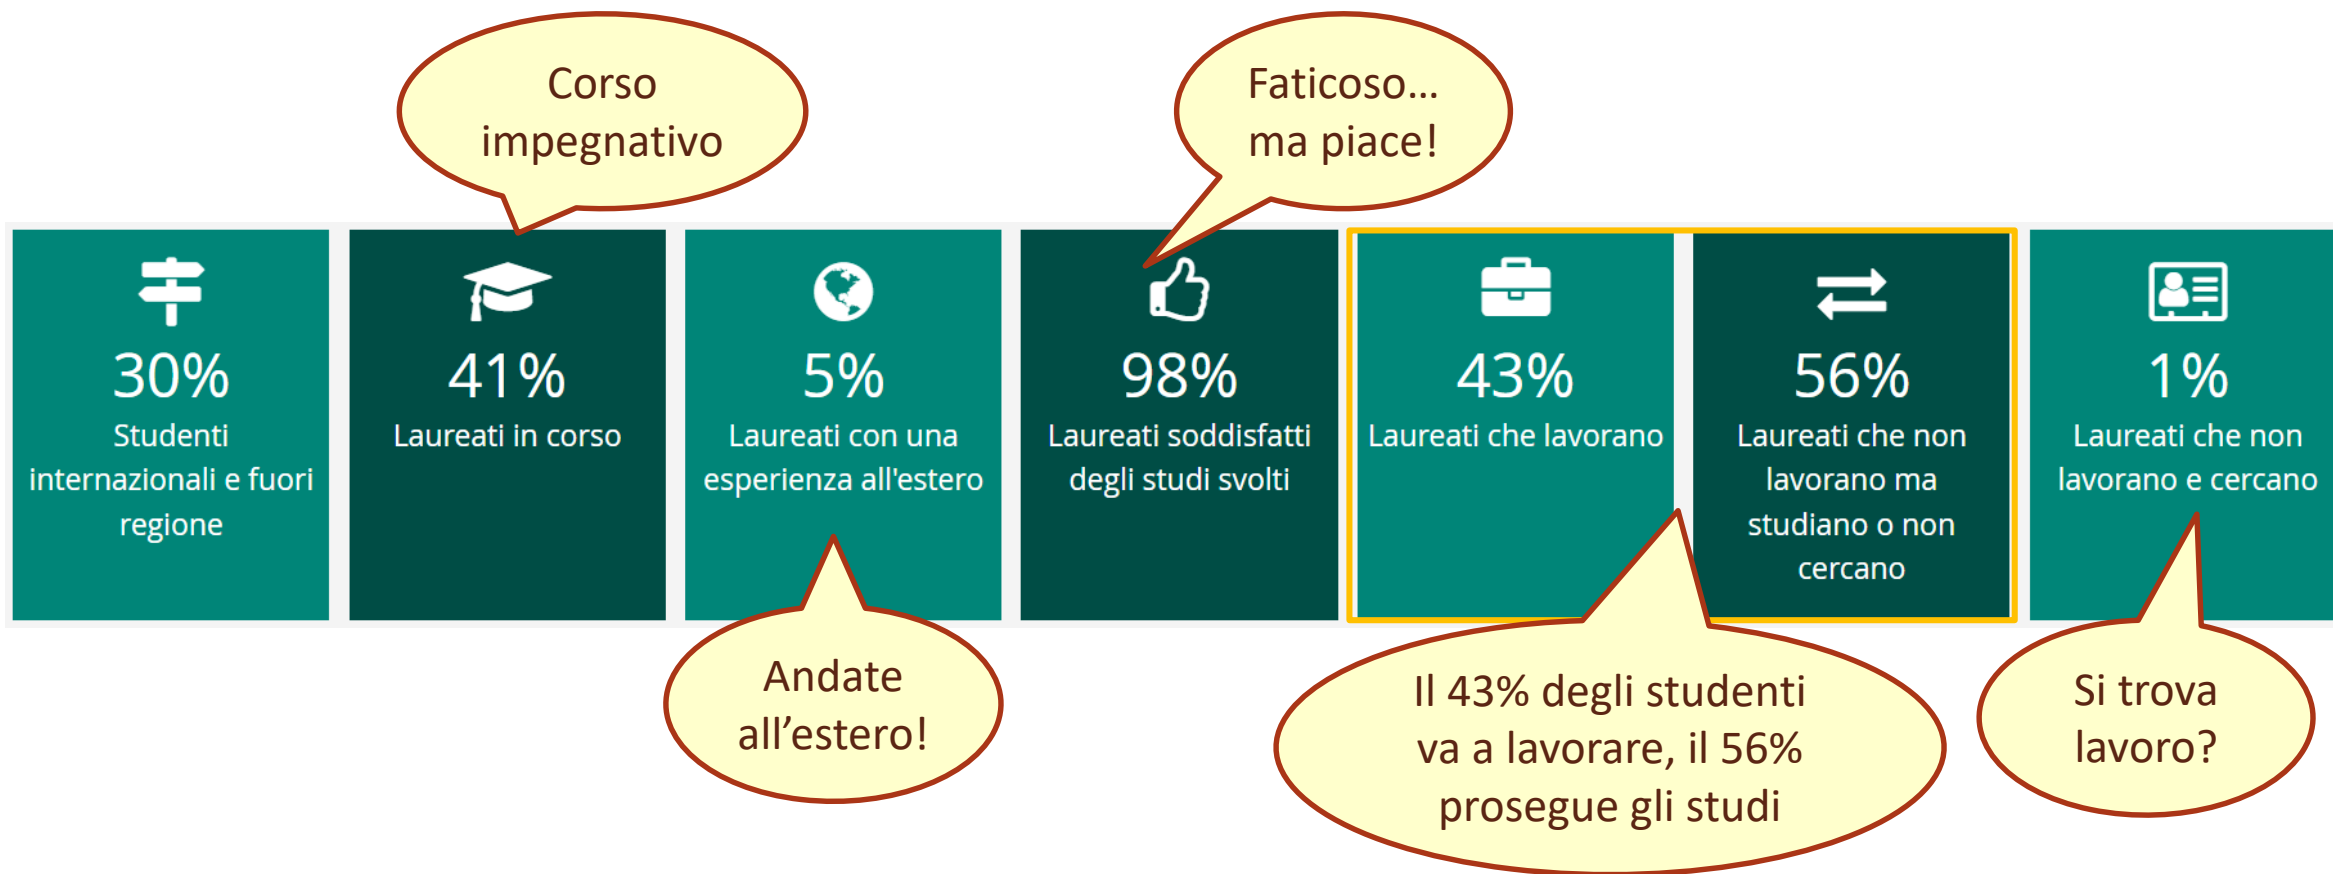 Corso
impegnativo
Faticoso…
ma piace!
30%
Studenti
internazionali e fuori
regione
41%
Laureati in corso
5%
Laureati con una
esperienza all'estero
98%
Laureati soddisfatti
degli studi svolti
43%
Laureati che lavorano
56%
Laureati che non
lavorano ma
studiano o non
cercano
1%
Laureati che non
lavorano e cercano
Andate
all’estero!
Il 43% degli studenti
va a lavorare, il 56%
prosegue gli studi
Si trova
lavoro?